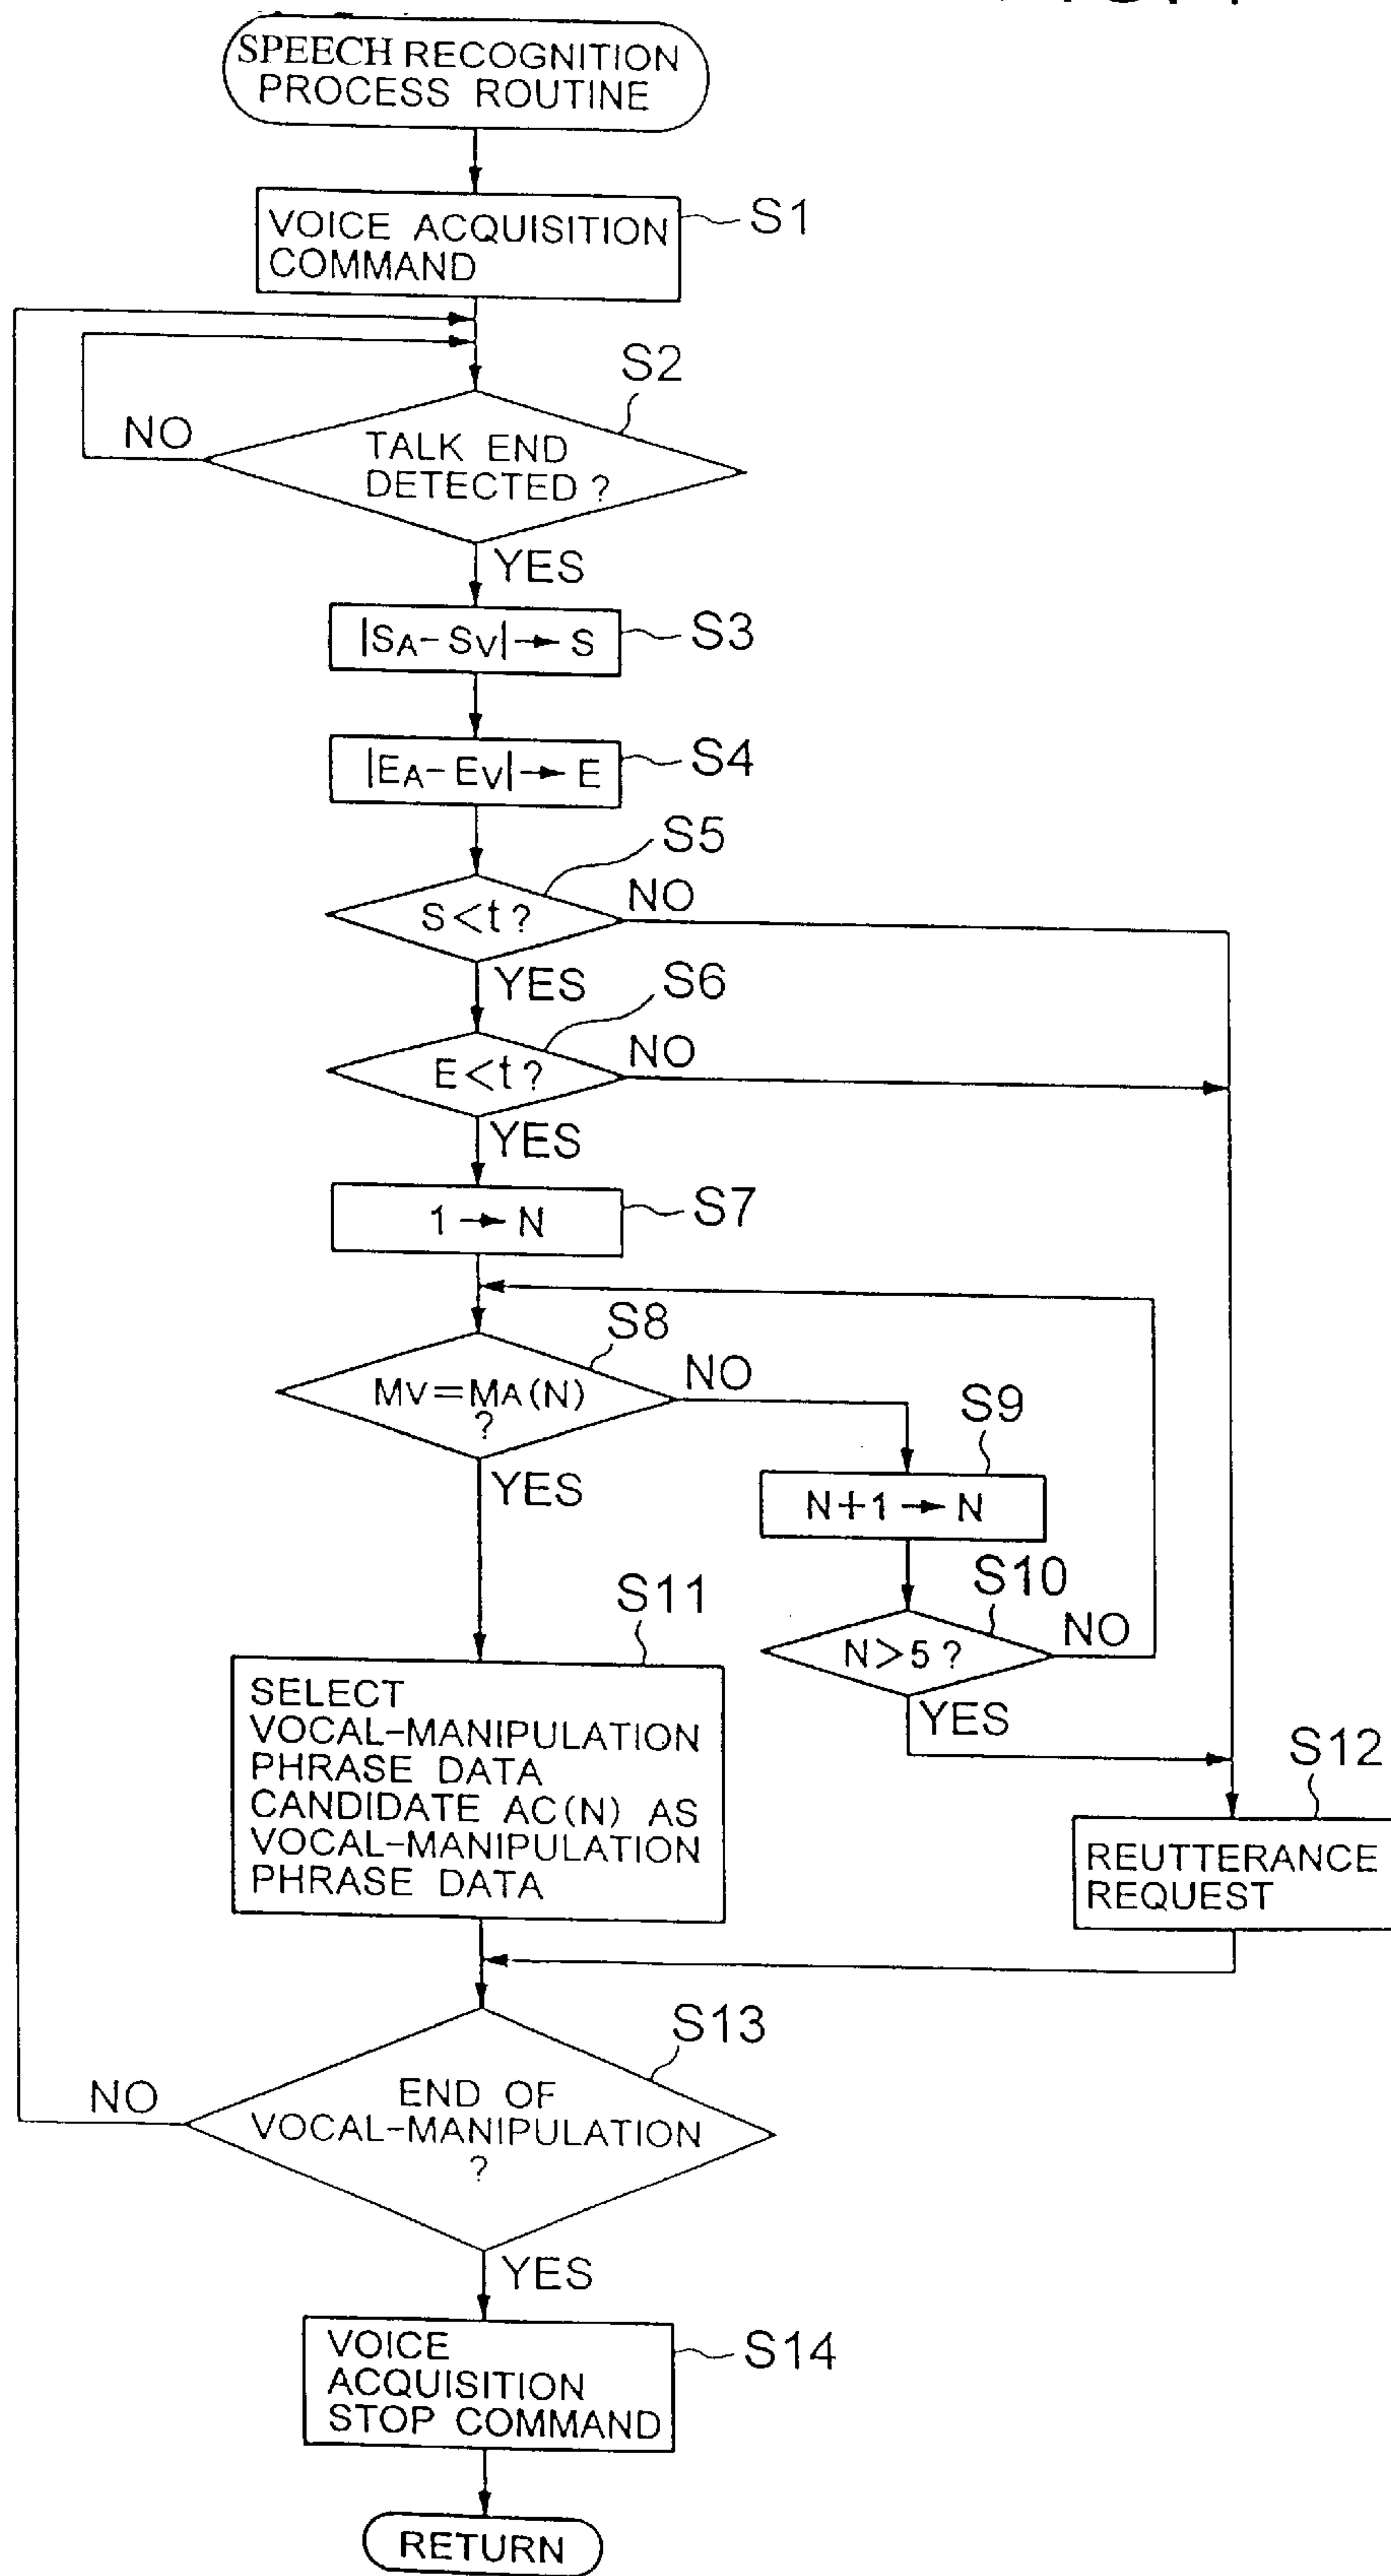 SPEECH RECOGNITION
PROCESS ROUTINE
VOICE ACQUISITION
COMMAND
S1
S2
NO
TALK END
DETECTED ?
YES
|SA-SV|→S
S3
|EA-EV|→E
S4
S5
S<t?
NO
YES
S6
E<t?
NO
YES
1→N
S7
S8
MV=MA(N)
?
NO
YES
S9
N+1→N
S10
N>5?
NO
YES
S11
SELECT
VOCAL-MANIPULATION
PHRASE DATA
CANDIDATE AC(N) AS
VOCAL-MANIPULATION
PHRASE DATA
S12
REUTTERANCE
REQUEST
S13
NO
END OF
VOCAL-MANIPULATION
?
YES
VOICE
ACQUISITION
STOP COMMAND
S14
RETURN